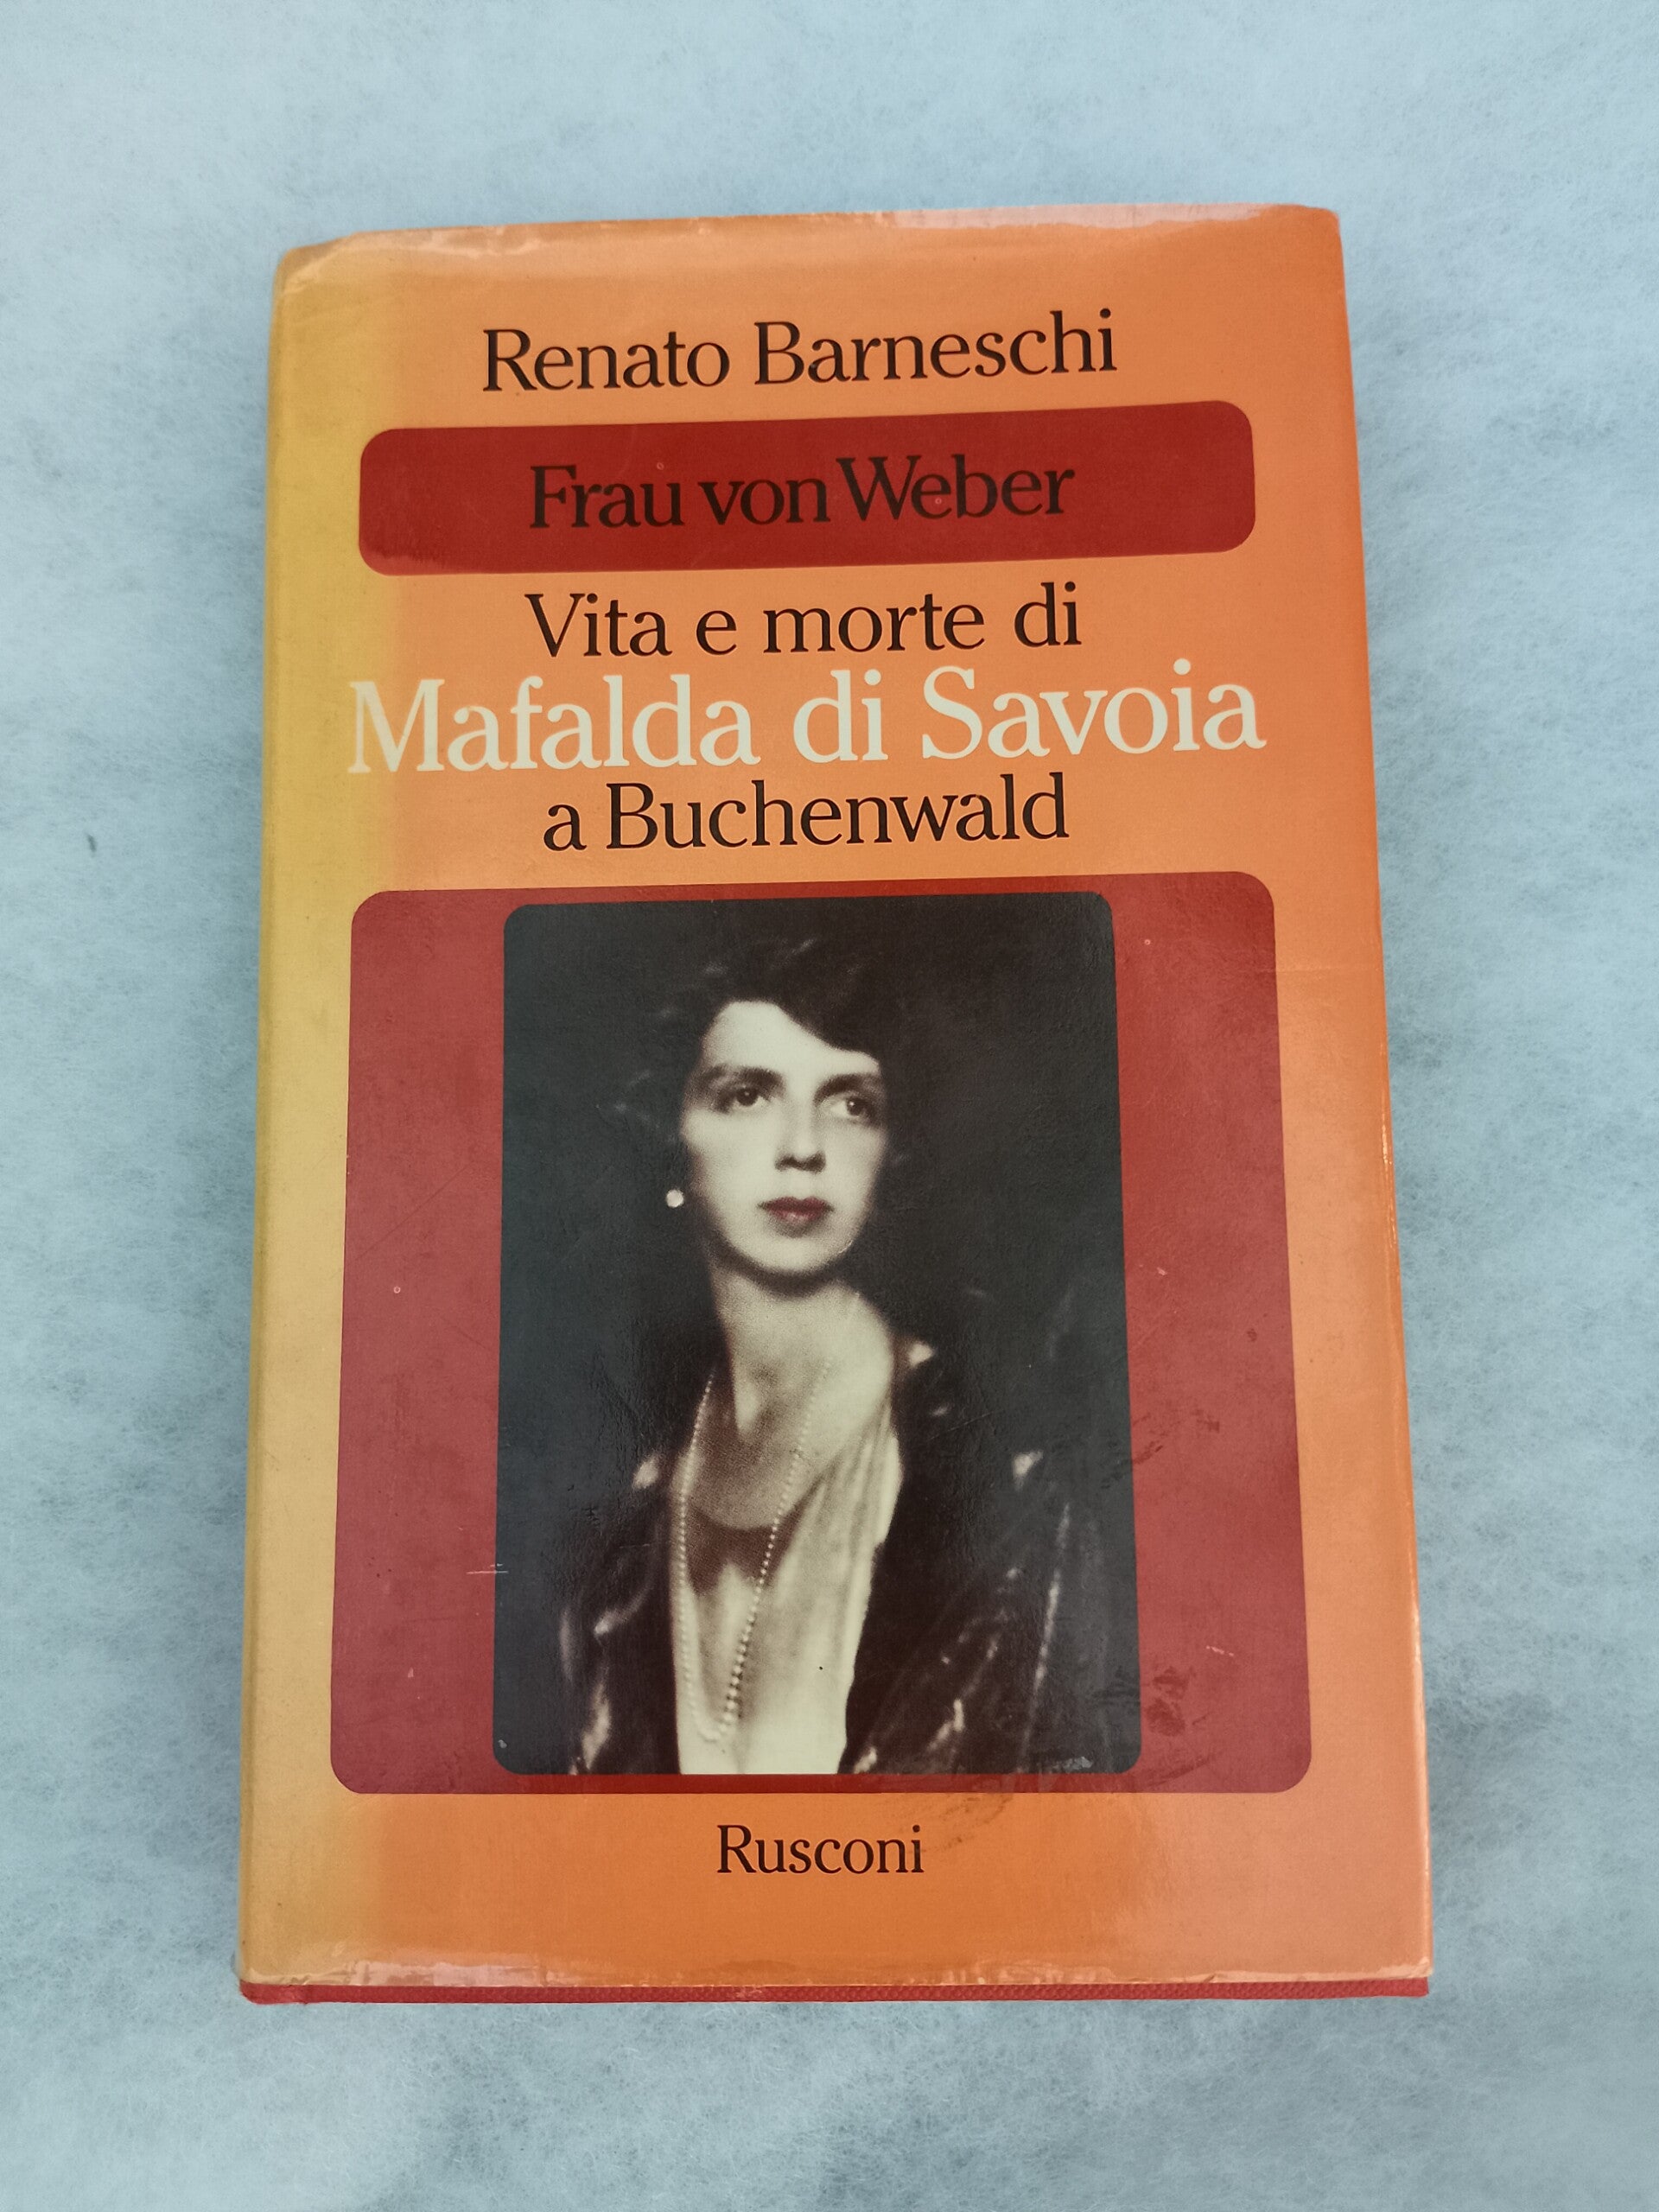 Renato Barneschi
Frau von Weber
Vita e morte di
Mafalda di Savoia
a Buchenwald
Rusconi